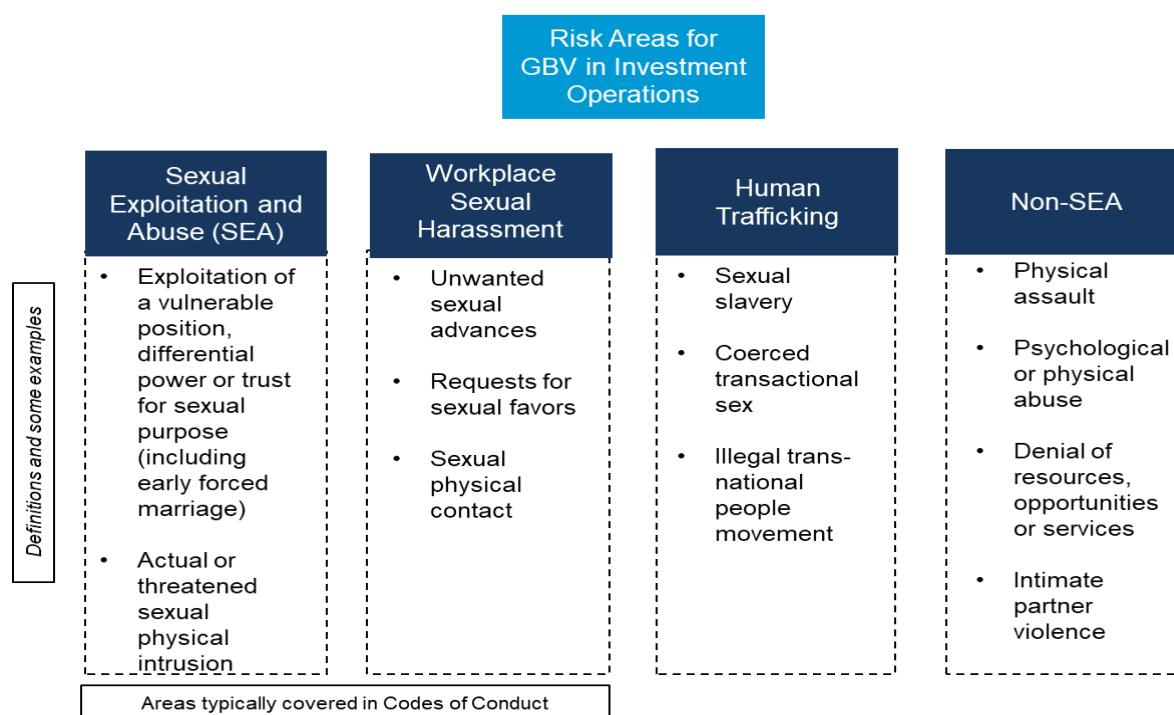 Risk Areas for
GBV in Investment
Operations
Sexual
Exploitation and
Abuse (SEA)
Workplace
Sexual
Harassment
Human
Trafficking
Non-SEA
Definitions and some examples
• Exploitation of
a vulnerable
position,
differential
power or trust
for sexual
purpose
(including
early forced
marriage)
• Actual or
threatened
sexual
physical
intrusion
• Unwanted
sexual
advances
• Requests for
sexual favors
• Sexual
physical
contact
• Sexual
slavery
• Coerced
transactional
sex
• Illegal trans-
national
people
movement
• Physical
assault
• Psychological
or physical
abuse
• Denial of
resources,
opportunities
or services
• Intimate
partner
violence
Areas typically covered in Codes of Conduct